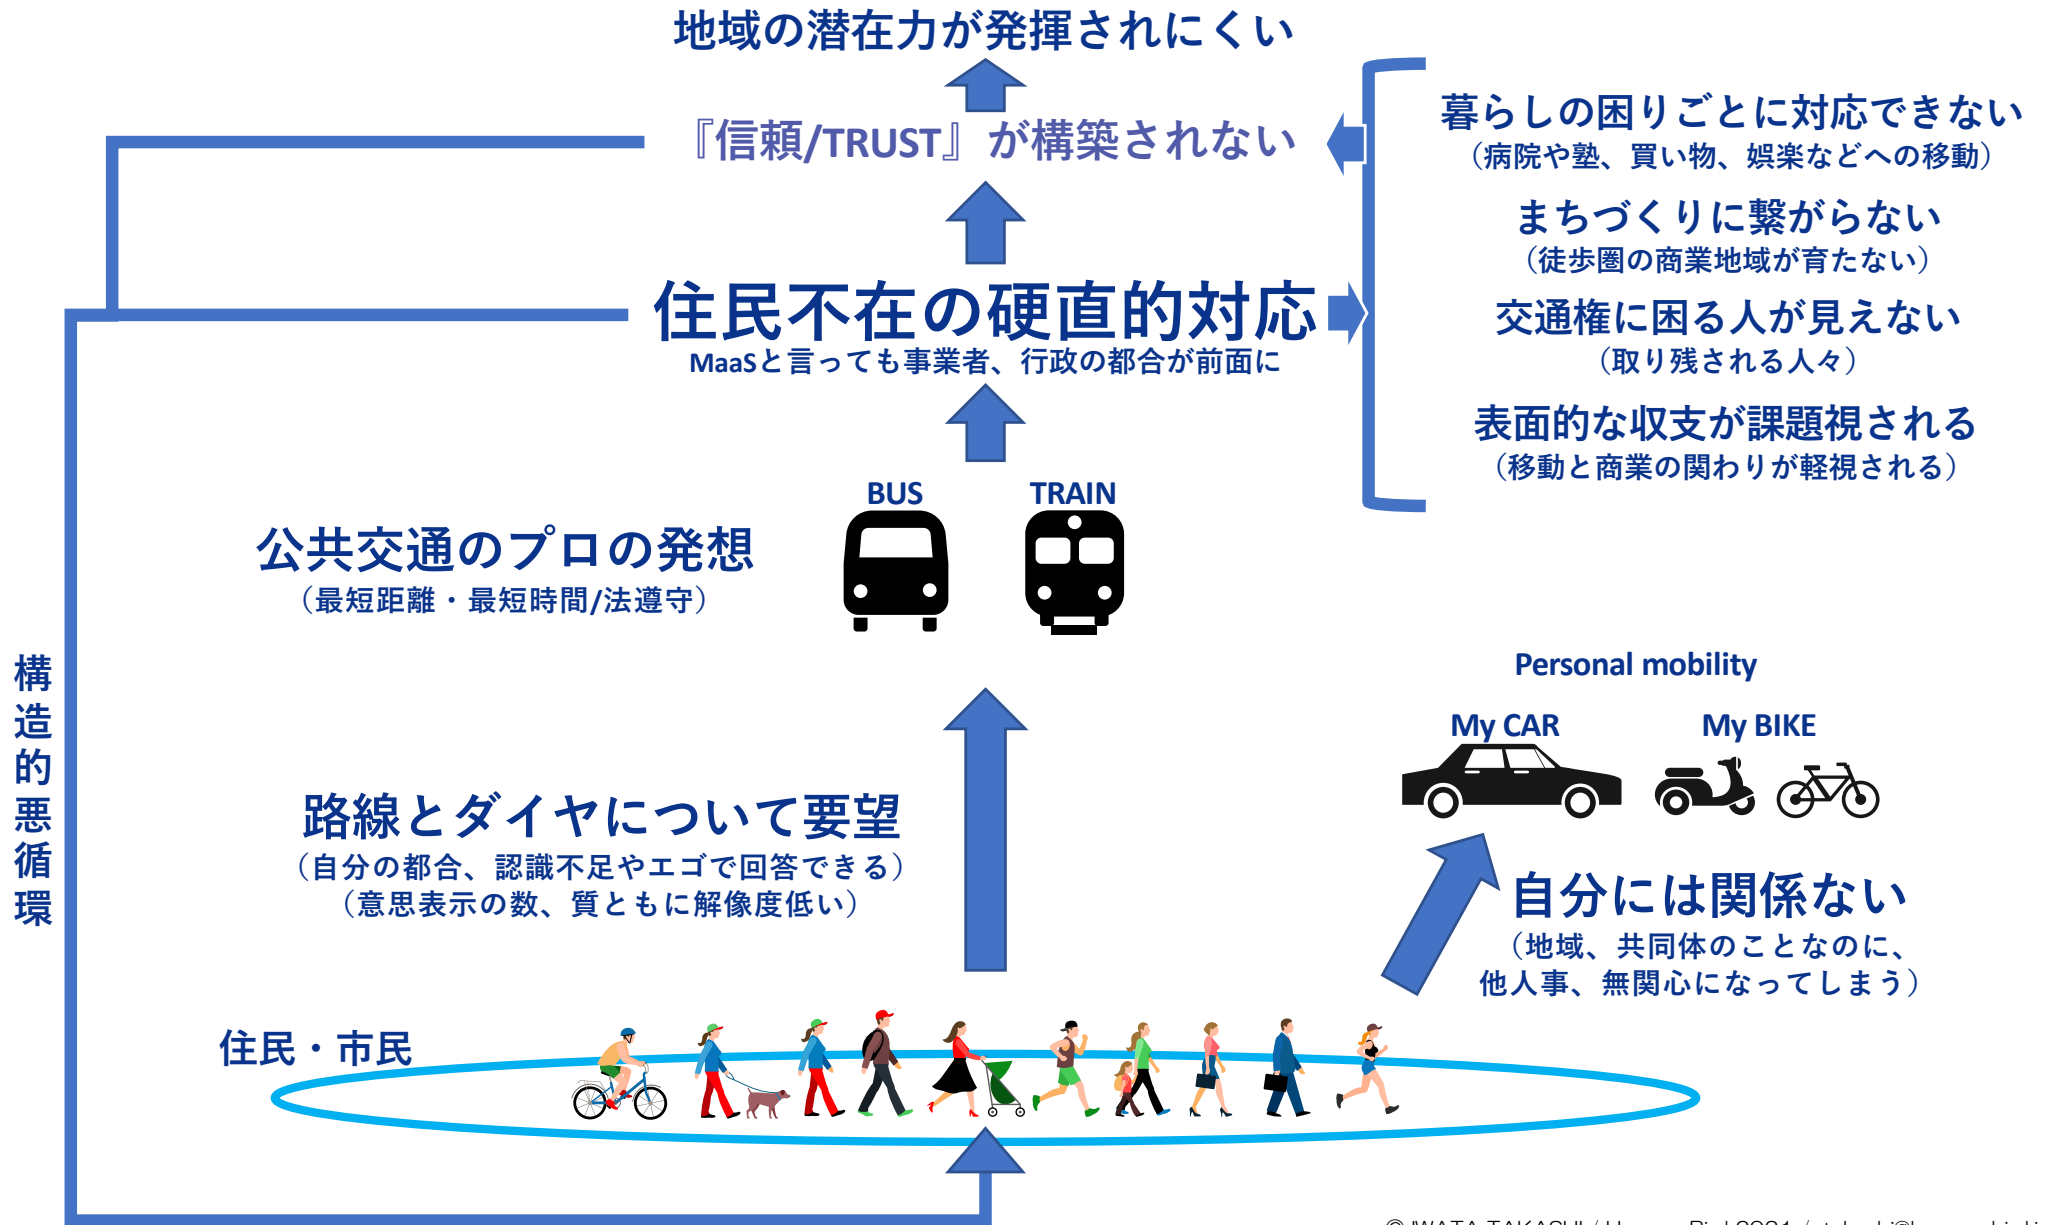 地域の潜在力が発揮されにくい
『信頼/TRUST』が構築されない
暮らしの困りごとに対応できない
（病院や塾、買い物、娯楽などへの移動）
まちづくりに繋がらない
（徒歩圏の商業地域が育たない）
交通権に困る人が見えない
（取り残される人々）
表面的な収支が課題視される
（移動と商業の関わりが軽視される）
住民不在の硬直的対応
MaaSと言っても事業者、行政の都合が前面に
BUS
TRAIN
公共交通のプロの発想
（最短距離・最短時間/法遵守）
構造的悪循環
Personal mobility
My CAR
My BIKE
路線とダイヤについて要望
（自分の都合、認識不足やエゴで回答できる）
（意思表示の数、質ともに解像度低い）
自分には関係ない
（地域、共同体のことなのに、
他人事、無関心になってしまう）
住民・市民